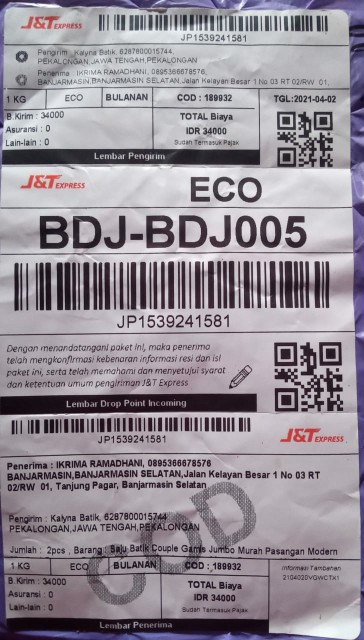 J&T EXPRESS
JP1539241581
Pengirim : Kalyna Batik, 6287800015744,
PEKALONGAN,JAWA TENGAH,PEKALONGAN
Penerima : IKRIMA RAMADHANI, 0895366678576,
BANJARMASIN,BANJARMASIN SELATAN,Jalan Kelayan Besar 1 No 03 RT 02/RW 01,
1 KG ECO BULANAN COD : 189932 TGL:2021-04-02
B.Kirim : 34000
Asuransi : 0
Lain-lain : 0
TOTAL Biaya
IDR 34000
Sudah Termasuk Pajak
Lembar Pengirim
J&T EXPRESS
ECO
BDJ-BDJ005
JP1539241581
Dengan menandatangani paket ini, maka penerima
telah mengkonfirmasi kebenaran informasi resi dan isi
paket ini, serta telah memahami dan menyetujui syarat
dan ketentuan umum pengiriman J&T Express
Lembar Drop Point Incoming
JP1539241581
J&T EXPRESS
Penerima : IKRIMA RAMADHANI, 0895366678576
BANJARMASIN,BANJARMASIN SELATAN,Jalan Kelayan Besar 1 No 03 RT
02/RW 01, Tanjung Pagar, Banjarmasin Selatan
Pengirim : Kalyna Batik, 6287800015744,
PEKALONGAN,JAWA TENGAH,PEKALONGAN
COD
Jumlah : 2pcs , Barang : Baju Batik Couple Gamis Jumbo Murah Pasangan Modern
1 KG ECO BULANAN COD : 189932
B.Kirim : 34000
Asuransi : 0
Lain-lain : 0
TOTAL Biaya
IDR 34000
Sudah Termasuk Pajak
Informasi Tambahan
2104020VGWCTX1
Lembar Penerima